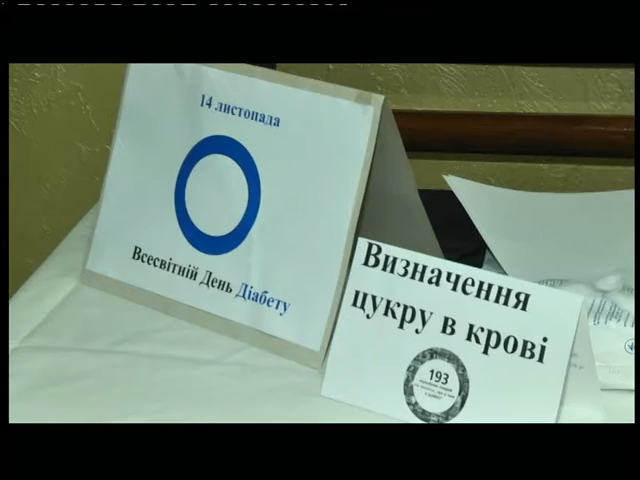 14 листопада
Всесвітній День Діабету
Визначення
цукру в крові
193